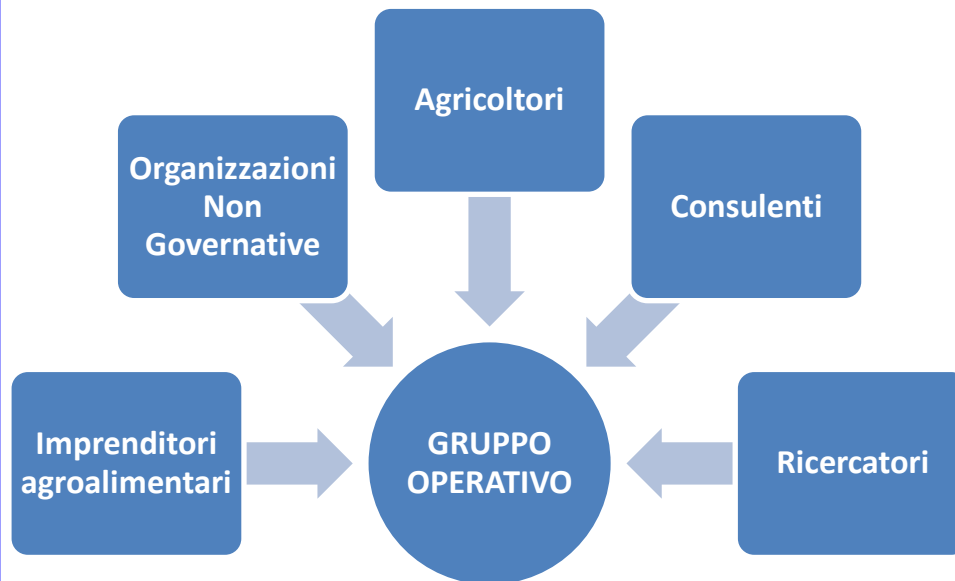 Agricoltori
Organizzazioni
Non
Governative
Consulenti
Imprenditori
agroalimentari
GRUPPO
OPERATIVO
Ricercatori